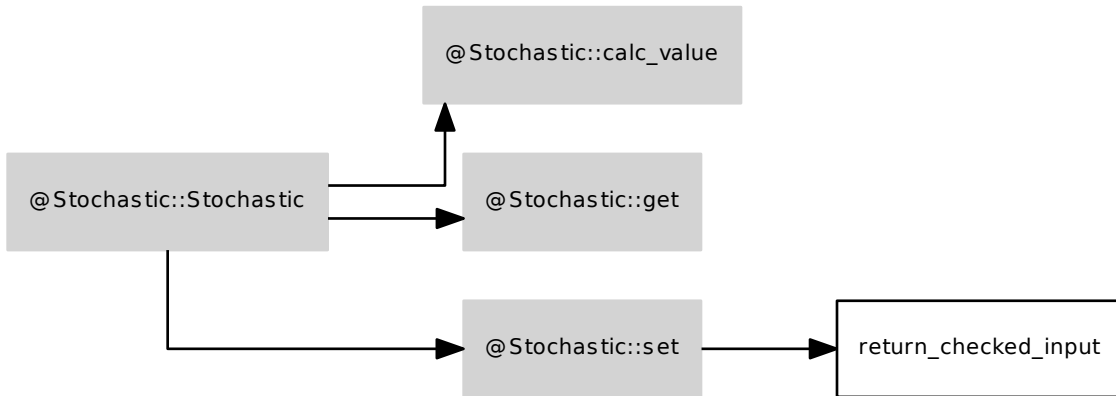 @Stochastic::calc_value
@Stochastic::Stochastic
@Stochastic::get
@Stochastic::set
return_checked_input